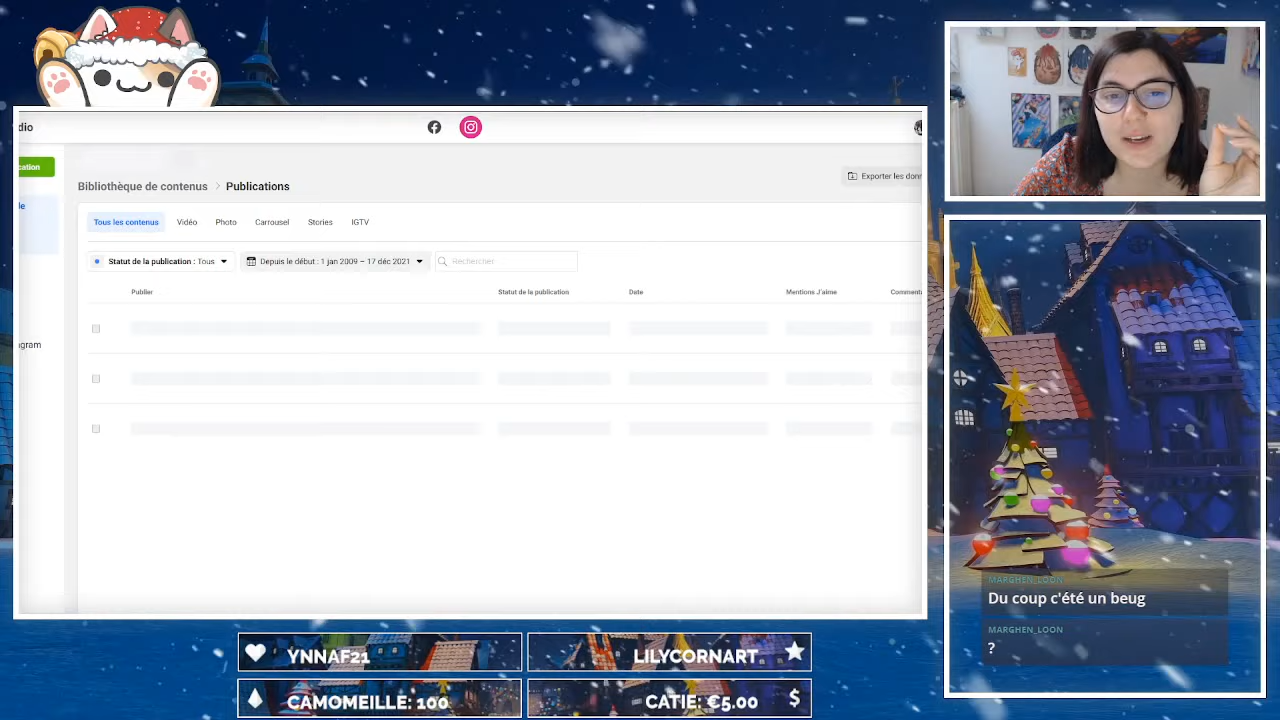 dio
cation
le
Bibliothèque de contenus > Publications
Exporter les donn
Tous les contenus Vidéo Photo Carrousel Stories IGTV
Statut de la publication : Tous
Depuis le début : 1 jan 2009 – 17 déc 2021
Rechercher
Publier Statut de la publication Date Mentions J'aime Commenta
agram
MARGHEN_LOON
Du coup c'été un beug
MARGHEN_LOON
?
YNNAF21
LILYCORNART
CAMOMEILLE: 100
CATIE: €5.00
$